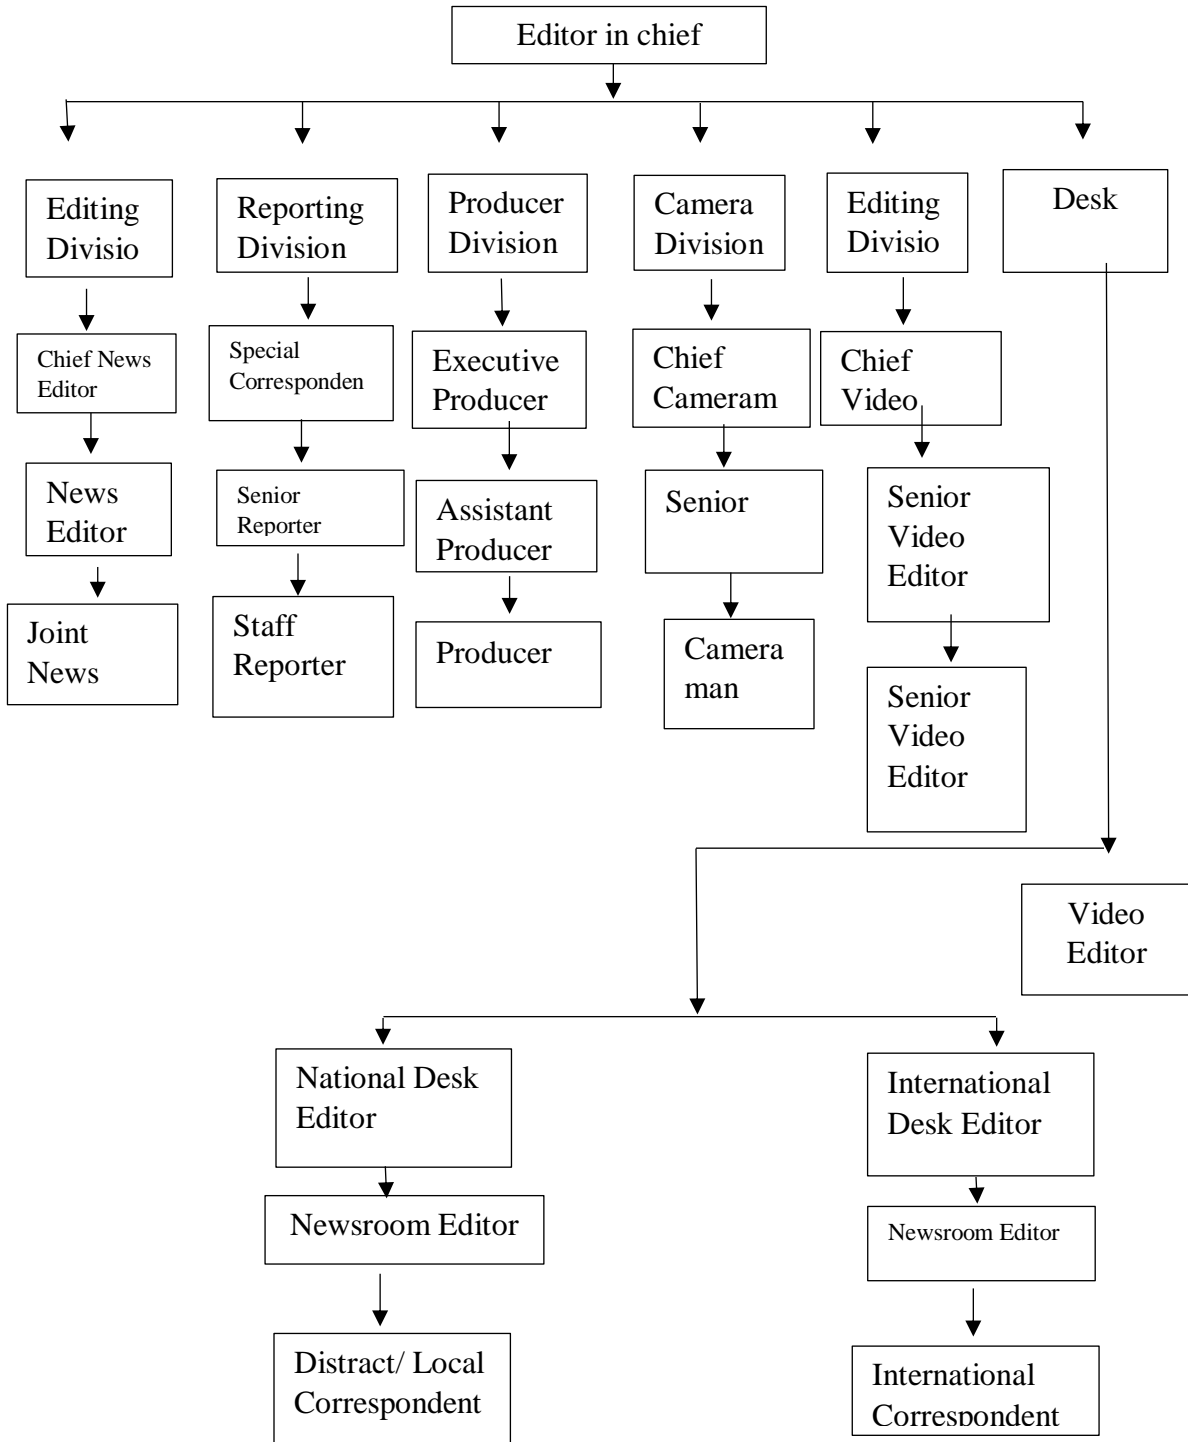 Editor in chief
Editing
Divisio
Reporting
Division
Producer
Division
Camera
Division
Editing
Divisio
Desk
Chief News
Editor
Special
Corresponden
Executive
Producer
Chief
Cameram
Chief
Video
News
Editor
Senior
Reporter
Assistant
Producer
Senior
Senior
Video
Editor
Joint
News
Staff
Reporter
Producer
Camera
man
Senior
Video
Editor
Video
Editor
National Desk
Editor
International
Desk Editor
Newsroom Editor
Newsroom Editor
Distract/ Local
Correspondent
International
Correspondent